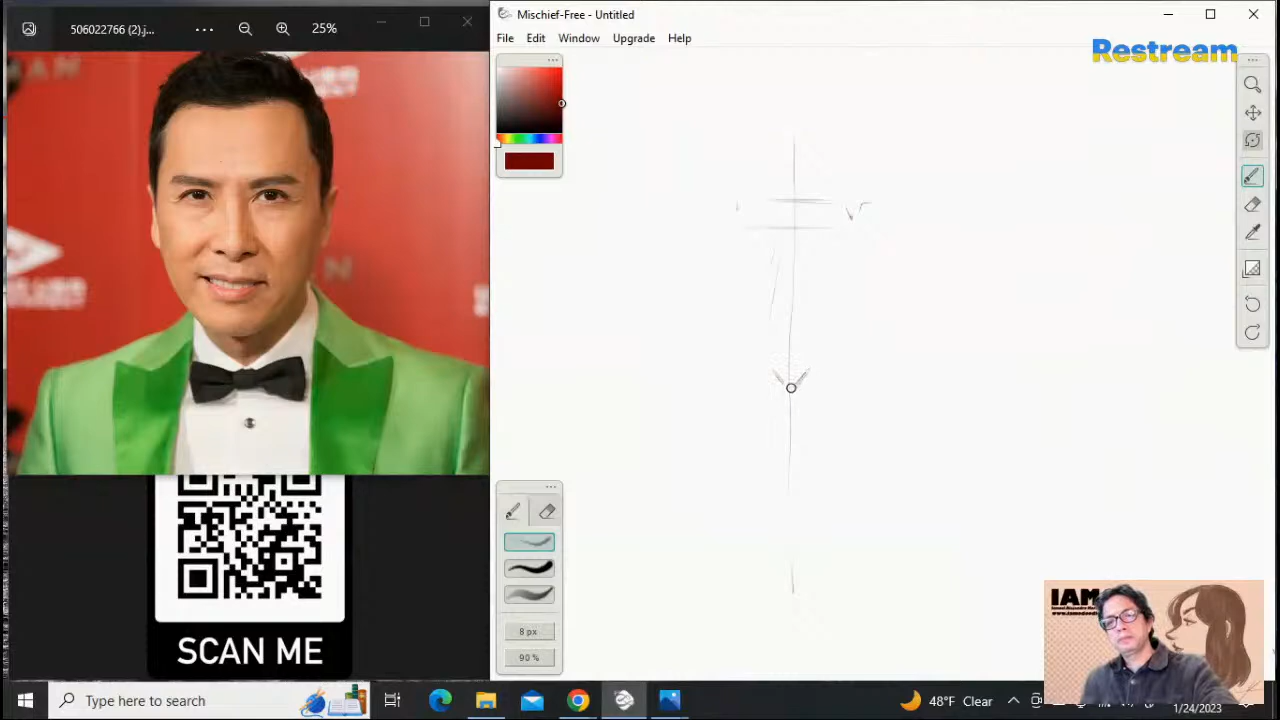 506022766 (2).j...
25%
Mischief-Free - Untitled
File Edit Window Upgrade Help
Restream
8 px
90 %
SCAN ME
IAM
Type here to search
48°F Clear
1/24/2023